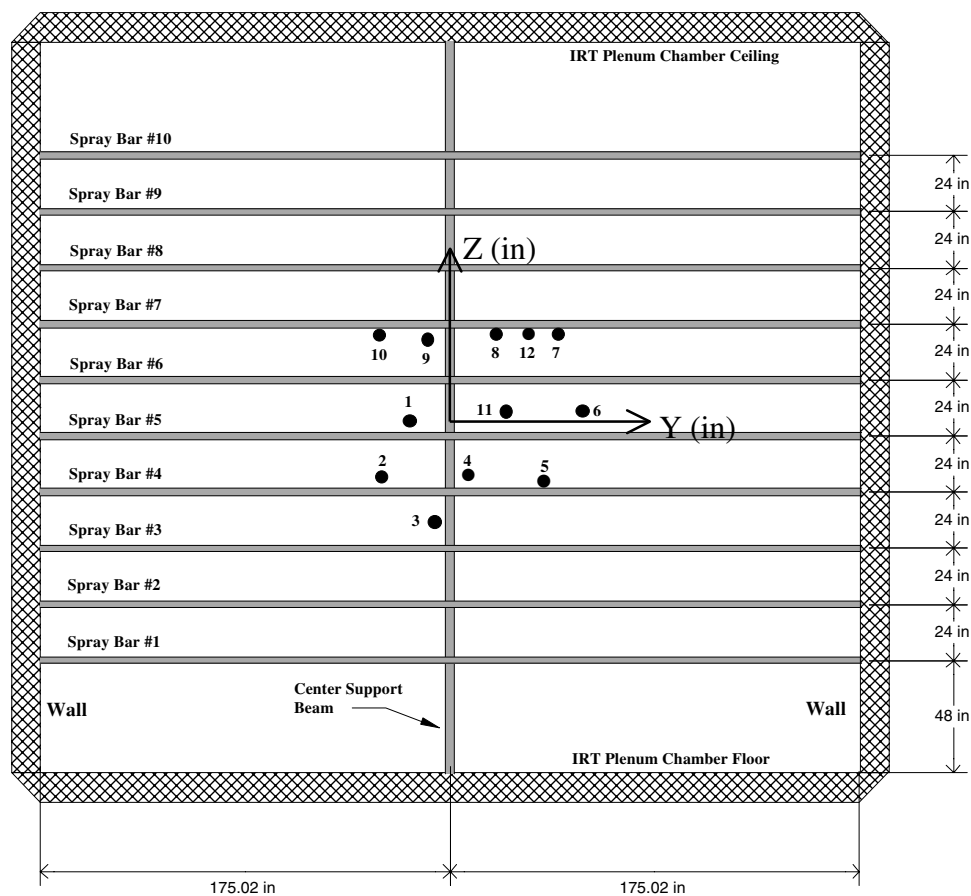 IRT Plenum Chamber Ceiling
Spray Bar #10
24 in
Spray Bar #9
24 in
Spray Bar #8
Z (in)
24 in
Spray Bar #7
10
9
8
12
7
24 in
Spray Bar #6
1
11
6
24 in
Spray Bar #5
Y (in)
2
4
5
24 in
Spray Bar #4
3
24 in
Spray Bar #3
24 in
Spray Bar #2
24 in
Spray Bar #1
Center Support
Beam
Wall
Wall
48 in
IRT Plenum Chamber Floor
175.02 in
175.02 in